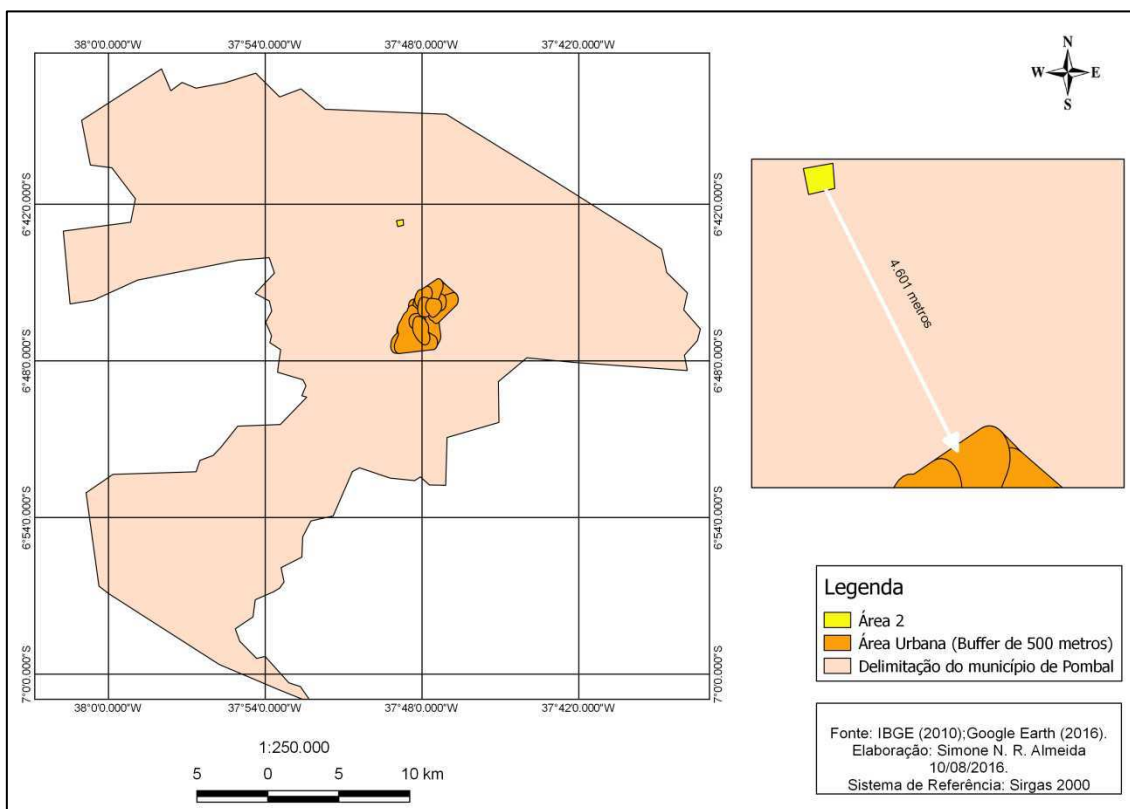 38°0'0.000"W
37°54'0.000"W
37°48'0.000"W
37°42'0.000"W
N
W
E
S
6°42'0.000"S
6°42'0.000"S
6°48'0.000"S
6°48'0.000"S
6°54'0.000"S
6°54'0.000"S
7°0'0.000"S
7°0'0.000"S
38°0'0.000"W
37°54'0.000"W
37°48'0.000"W
37°42'0.000"W
1:250.000
5 0 5 10 km
4.601 metros
Legenda
Área 2
Área Urbana (Buffer de 500 metros)
Delimitação do município de Pombal
Fonte: IBGE (2010);Google Earth (2016).
Elaboração: Simone N. R. Almeida
10/08/2016.
Sistema de Referência: Sirgas 2000